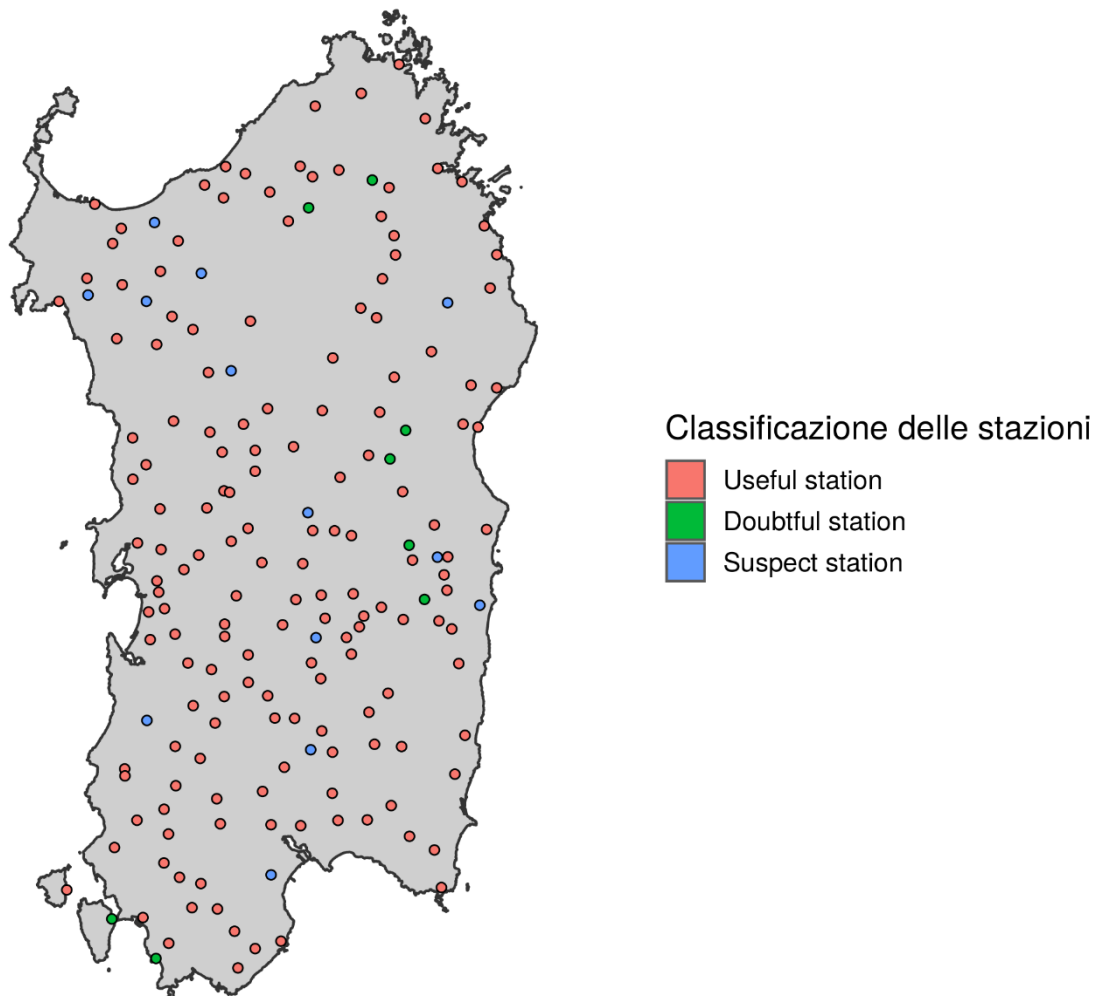 Classificazione delle stazioni
Useful station
Doubtful station
Suspect station